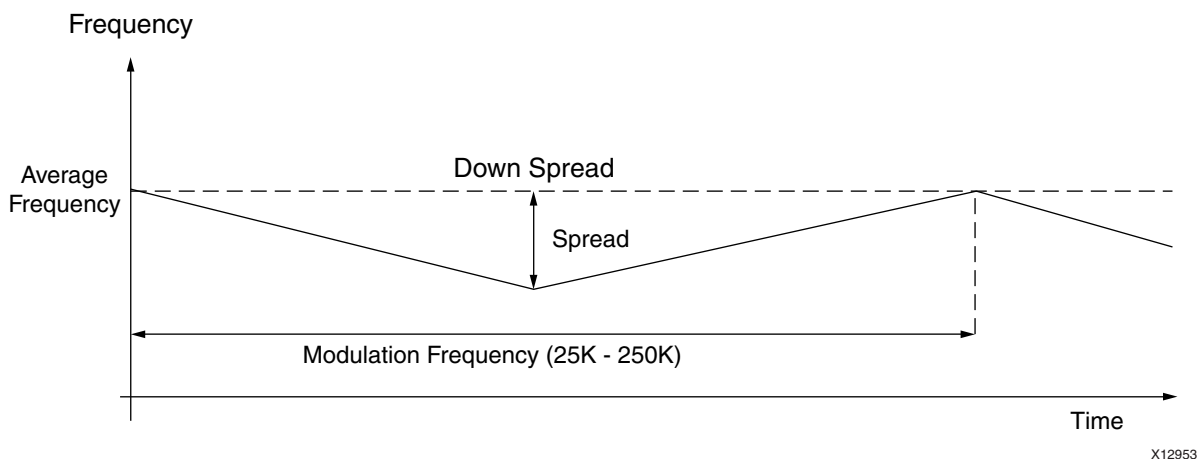 Frequency
Down Spread
Average
Frequency
Spread
Modulation Frequency (25K - 250K)
Time
X12953